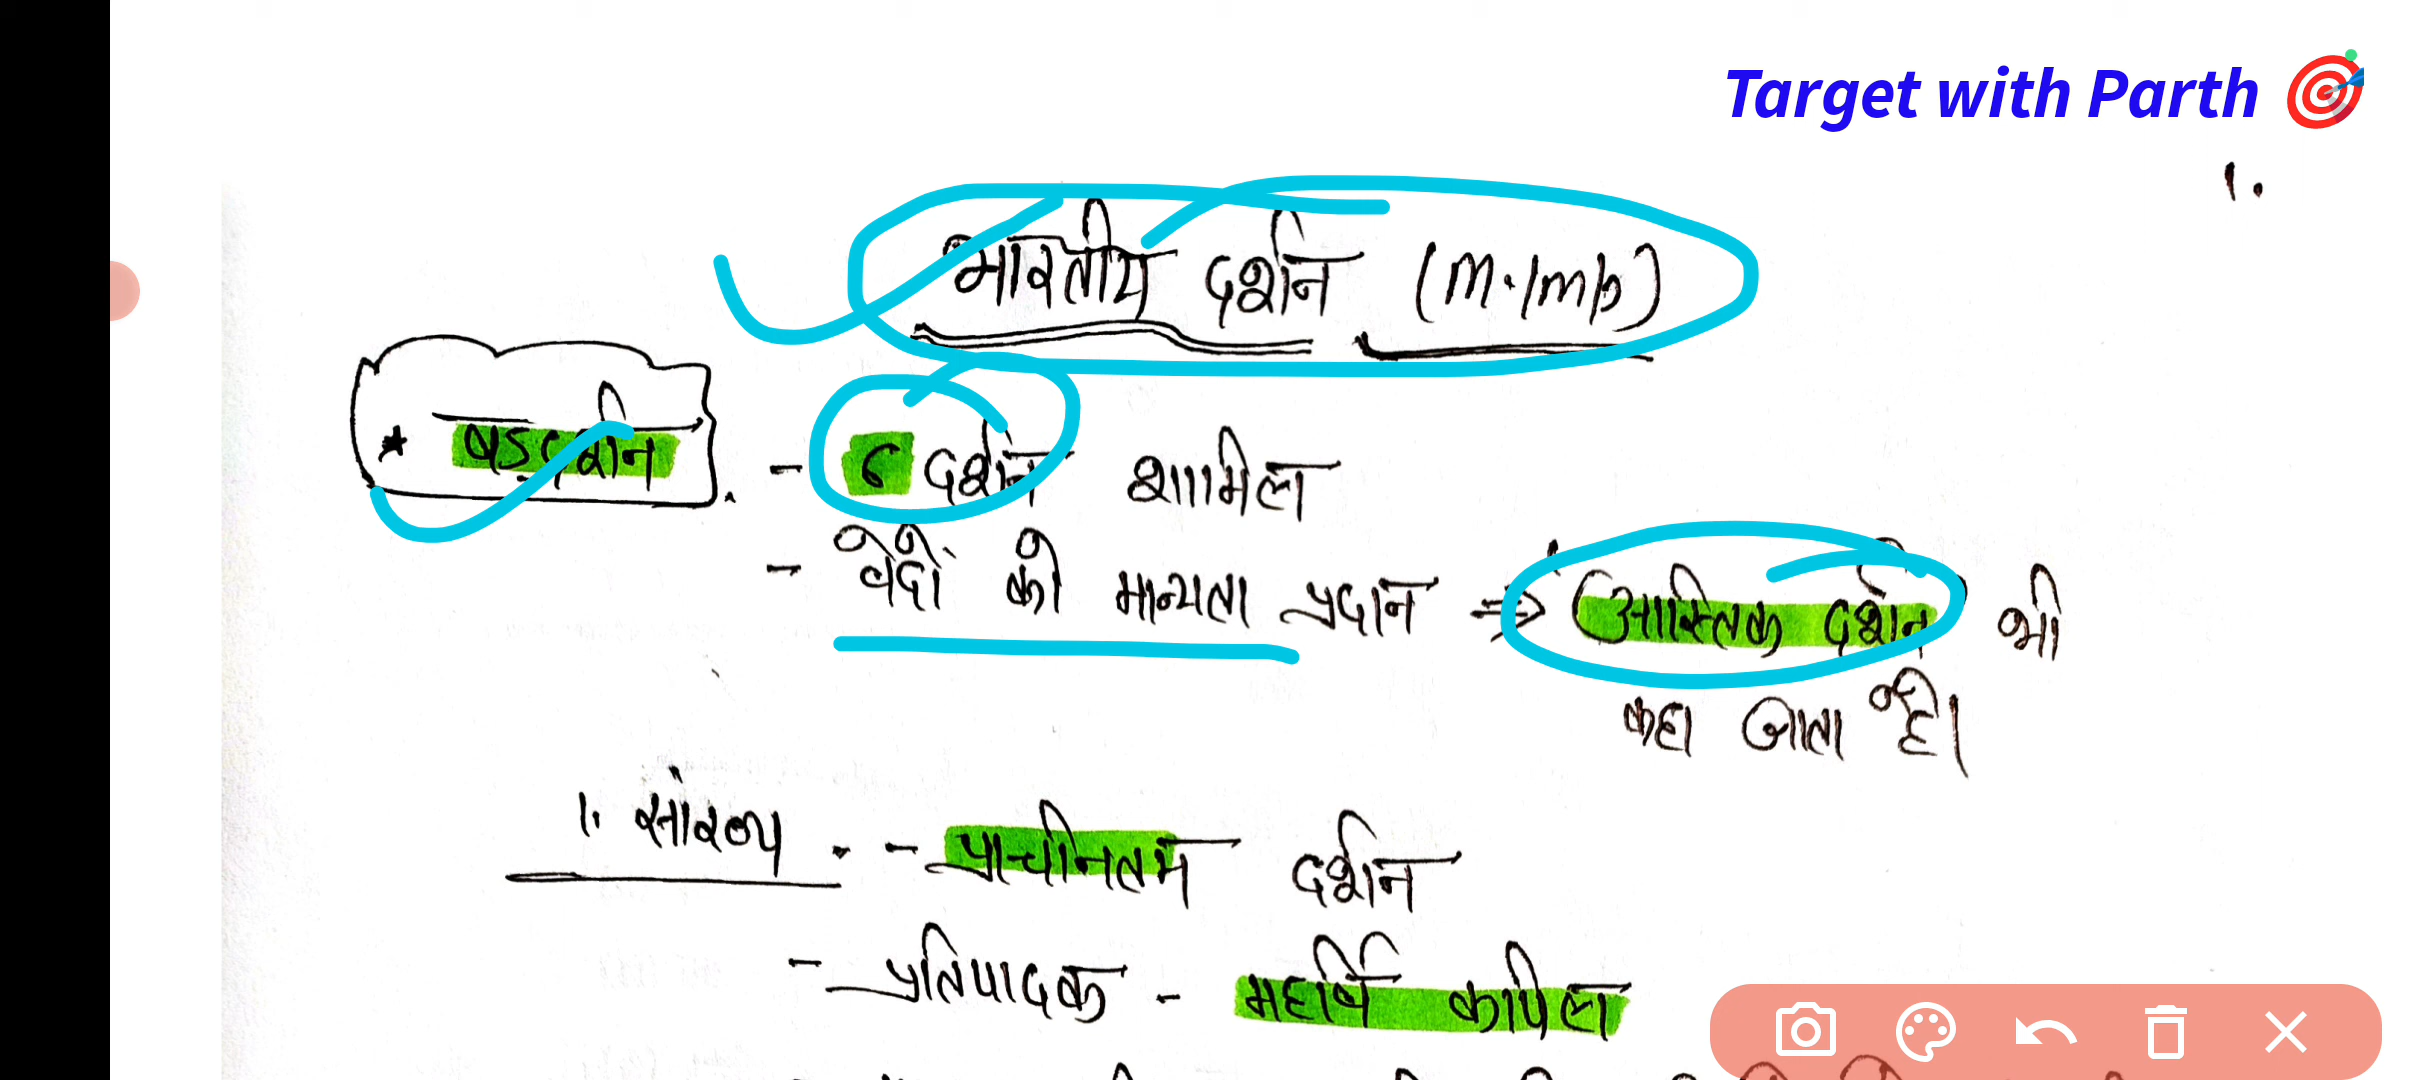 Target with Parth
1.
भारतीय दर्शन (M.Imp)
* षड्दर्शन - 6 दर्शन शामिल
- वेदों को मान्यता प्रदान ⇒ (आस्तिक दर्शन) भी
कहा जाता है।
1. सांख्य - प्राचीनतम दर्शन
- प्रतिपादक - महर्षि कपिल